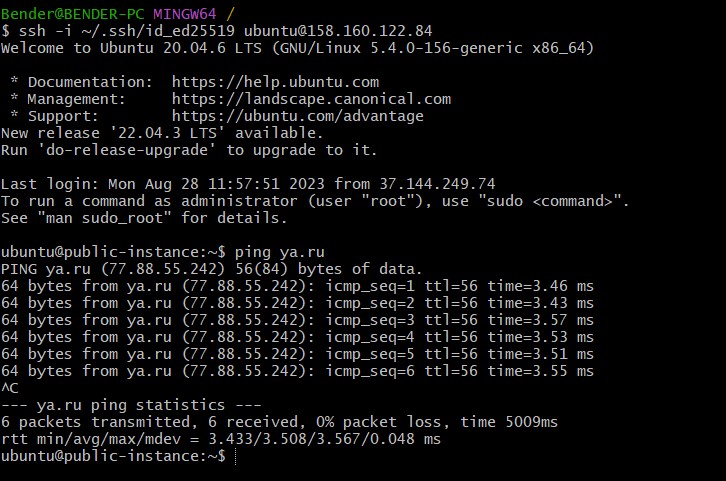 Bender@BENDER-PC MINGW64 /
$ ssh -i ~/.ssh/id_ed25519 ubuntu@158.160.122.84
Welcome to Ubuntu 20.04.6 LTS (GNU/Linux 5.4.0-156-generic x86_64)
* Documentation:  https://help.ubuntu.com
* Management:     https://landscape.canonical.com
* Support:        https://ubuntu.com/advantage
New release '22.04.3 LTS' available.
Run 'do-release-upgrade' to upgrade to it.
Last login: Mon Aug 28 11:57:51 2023 from 37.144.249.74
To run a command as administrator (user "root"), use "sudo <command>".
See "man sudo_root" for details.
ubuntu@public-instance:~$ ping ya.ru
PING ya.ru (77.88.55.242) 56(84) bytes of data.
64 bytes from ya.ru (77.88.55.242): icmp_seq=1 ttl=56 time=3.46 ms
64 bytes from ya.ru (77.88.55.242): icmp_seq=2 ttl=56 time=3.43 ms
64 bytes from ya.ru (77.88.55.242): icmp_seq=3 ttl=56 time=3.57 ms
64 bytes from ya.ru (77.88.55.242): icmp_seq=4 ttl=56 time=3.53 ms
64 bytes from ya.ru (77.88.55.242): icmp_seq=5 ttl=56 time=3.51 ms
64 bytes from ya.ru (77.88.55.242): icmp_seq=6 ttl=56 time=3.55 ms
^C
--- ya.ru ping statistics ---
6 packets transmitted, 6 received, 0% packet loss, time 5009ms
rtt min/avg/max/mdev = 3.433/3.508/3.567/0.048 ms
ubuntu@public-instance:~$